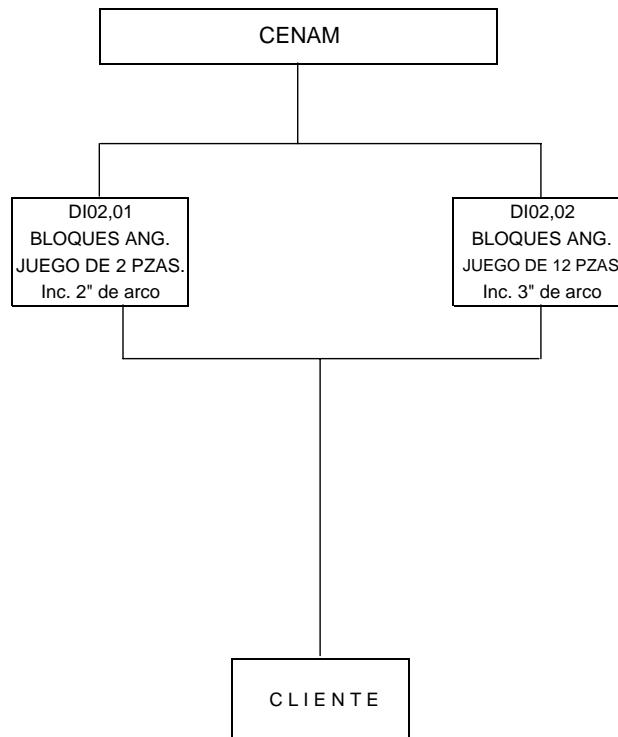 CENAM
DI02,01
BLOQUES ANG.
JUEGO DE 2 PZAS.
Inc. 2" de arco
DI02,02
BLOQUES ANG.
JUEGO DE 12 PZAS
Inc. 3" de arco
CLIENTE